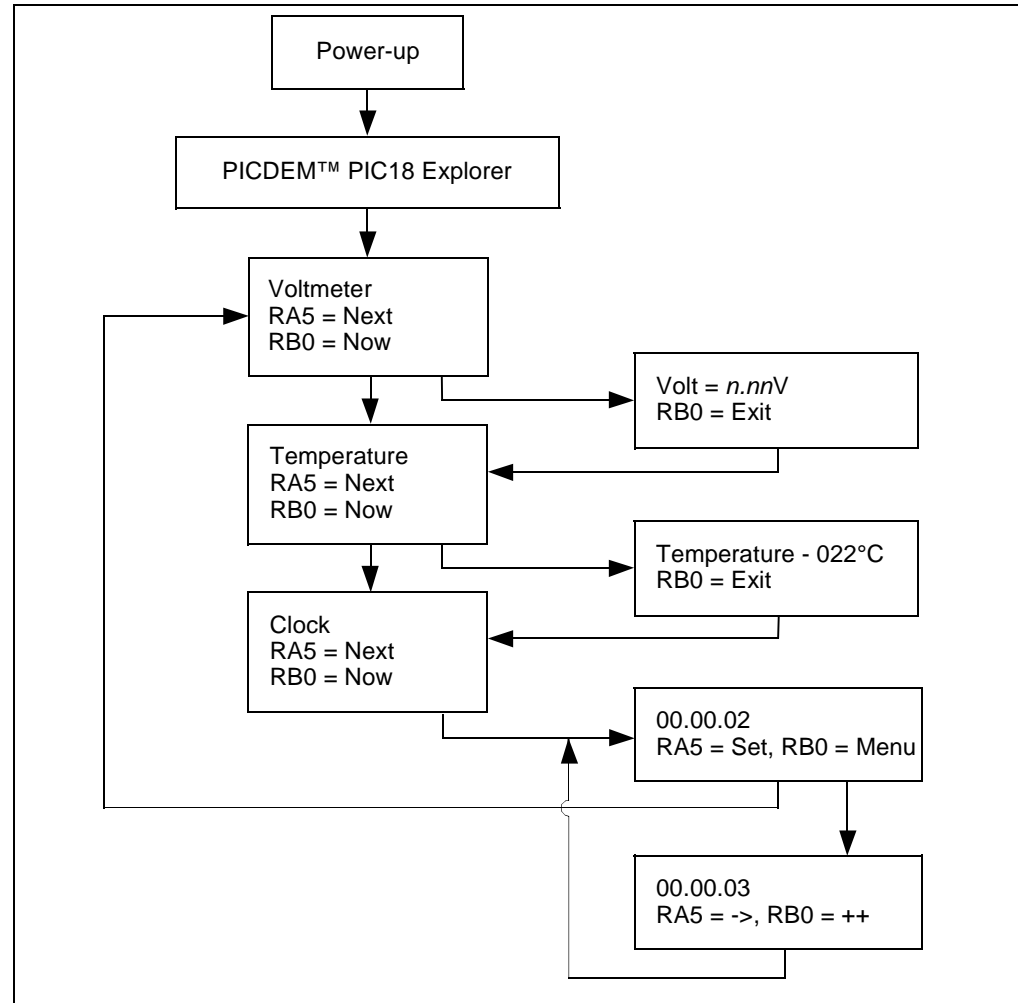 Power-up
PICDEM™ PIC18 Explorer
Voltmeter
RA5 = Next
RB0 = Now
Volt = n.nnV
RB0 = Exit
Temperature
RA5 = Next
RB0 = Now
Temperature - 022°C
RB0 = Exit
Clock
RA5 = Next
RB0 = Now
00.00.02
RA5 = Set, RB0 = Menu
00.00.03
RA5 = ->, RB0 = ++